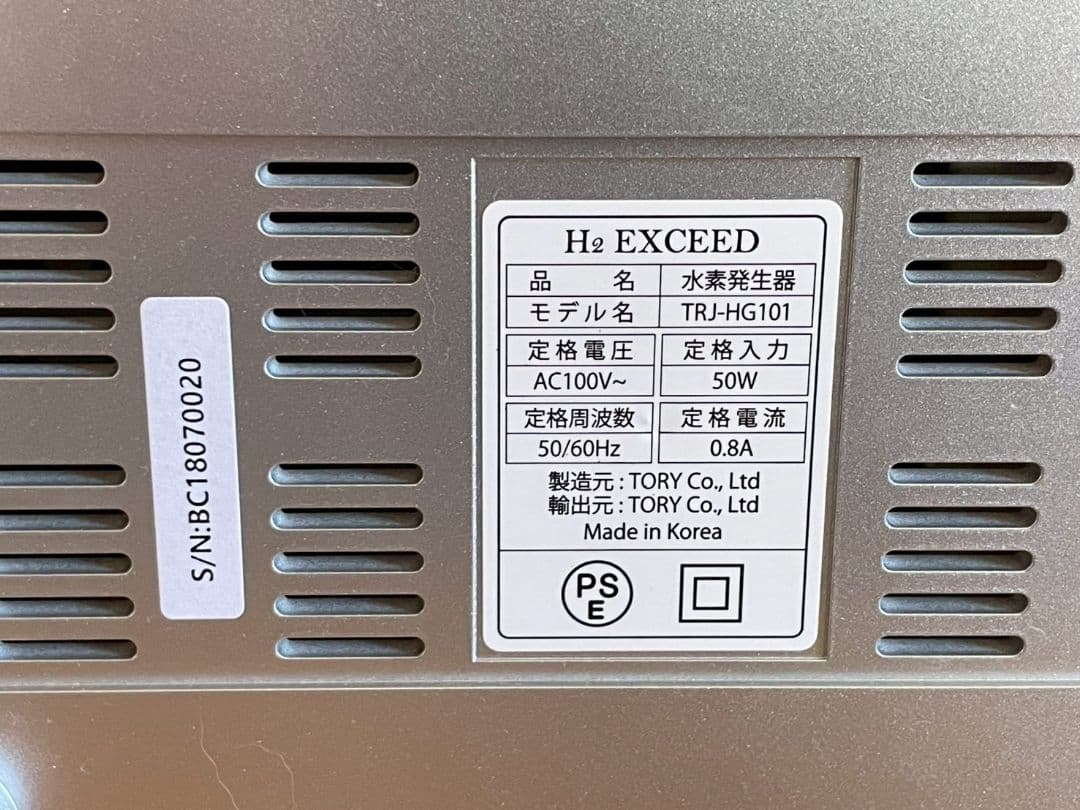 H2 EXCEED
品 名 水素発生器
モデル名 TRJ-HG101
定格電圧 定格入力
AC100V~ 50W
定格周波数 定格電流
50/60Hz 0.8A
製造元 : TORY Co., Ltd
輸出元 : TORY Co., Ltd
Made in Korea
PS
E
S/N:BC18070020